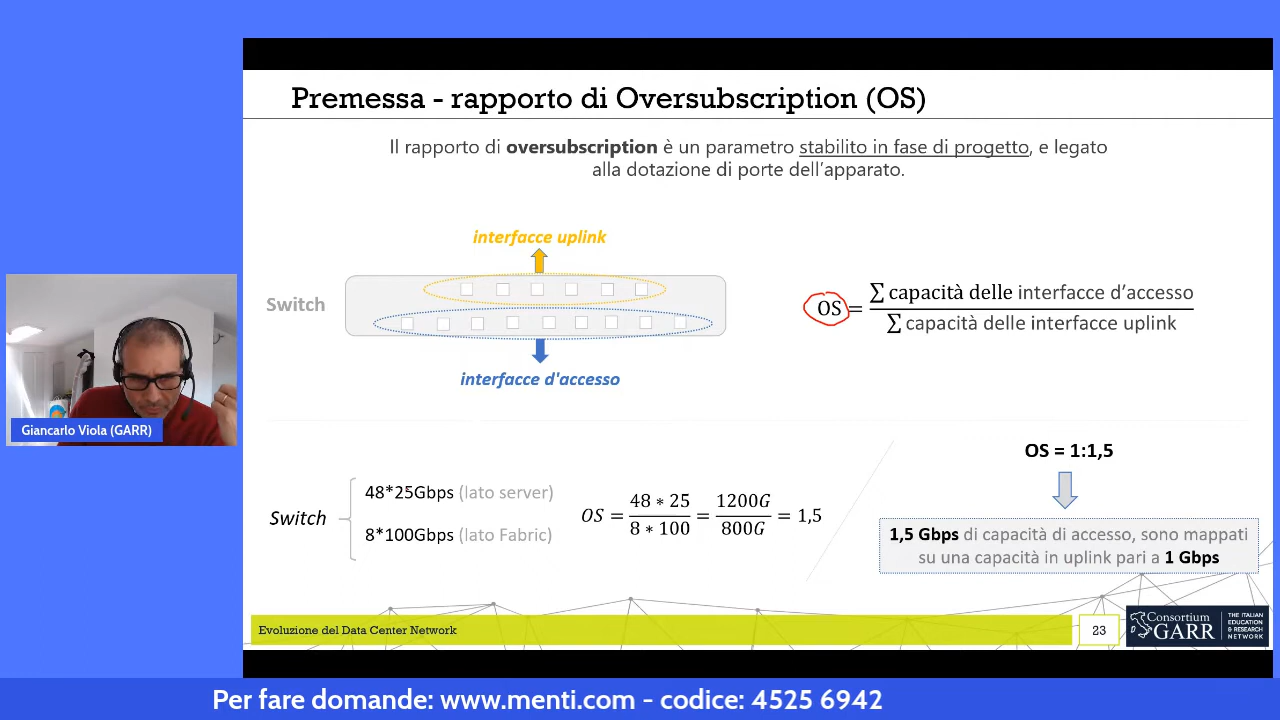 Premessa - rapporto di Oversubscription (OS)
Il rapporto di oversubscription è un parametro stabilito in fase di progetto, e legato
alla dotazione di porte dell'apparato.
interfacce uplink
Switch
interfacce d'accesso
OS = ∑ capacità delle interfacce d'accesso
∑ capacità delle interfacce uplink
Giancarlo Viola (GARR)
Switch
48*25Gbps (lato server)
8*100Gbps (lato Fabric)
OS = 48 * 25 / 8 * 100 = 1200G / 800G = 1,5
OS = 1:1,5
1,5 Gbps di capacità di accesso, sono mappati
su una capacità in uplink pari a 1 Gbps
Evoluzione del Data Center Network
23
Consortium
GARR
THE ITALIAN
EDUCATION
& RESEARCH
NETWORK
Per fare domande: www.menti.com - codice: 4525 6942